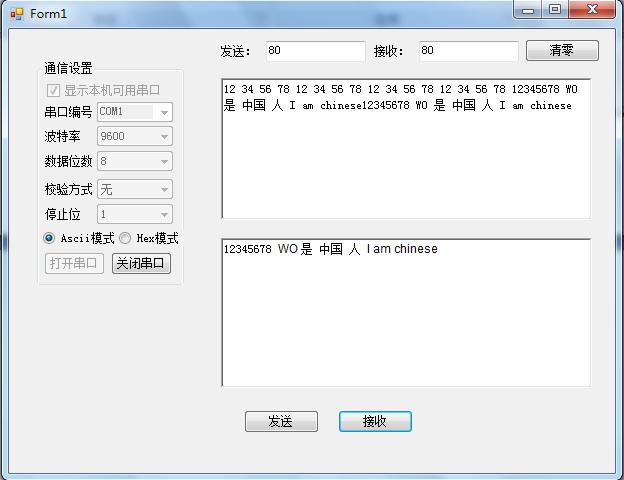 Form1
发送: 80 接收: 80 清零
通信设置
显示本机可用串口
串口编号 COM1
波特率 9600
数据位数 8
校验方式 无
停止位 1
Ascii模式 Hex模式
打开串口 关闭串口
12 34 56 78 12 34 56 78 12 34 56 78 12 34 56 78 12345678 WO
是 中国 人 I am chinese12345678 WO 是 中国 人 I am chinese
12345678 WO 是 中国 人 I am chinese
发送 接收